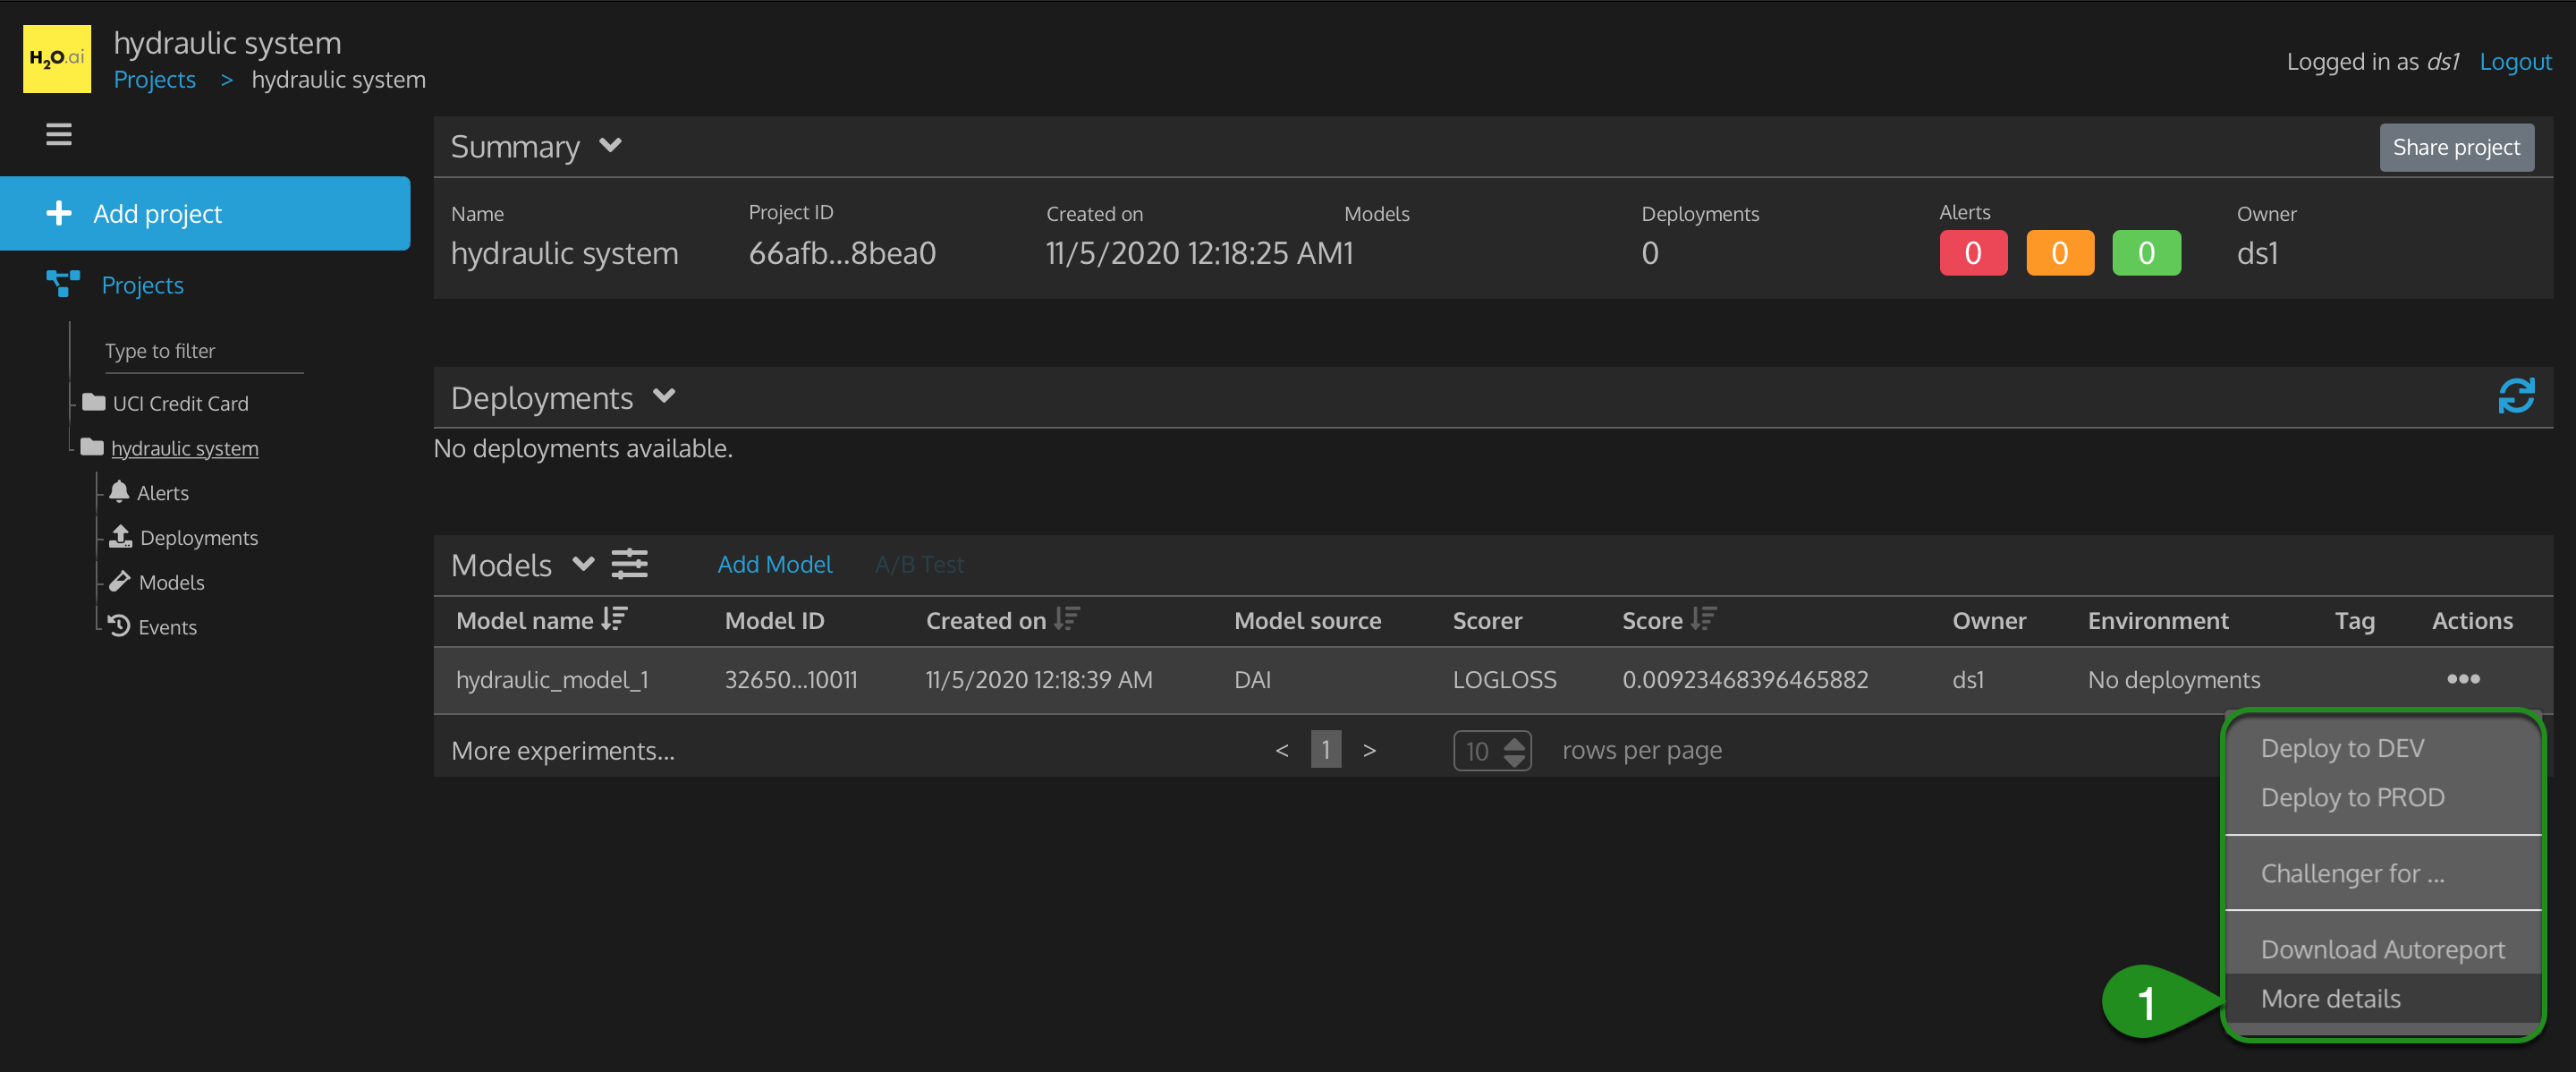 H2O.ai
hydraulic system
Projects > hydraulic system
Logged in as ds1 Logout
Add project
Projects
Type to filter
UCI Credit Card
hydraulic system
Alerts
Deployments
Models
Events
Summary
Share project
Name Project ID Created on Models Deployments Alerts Owner
hydraulic system 66afb...8bea0 11/5/2020 12:18:25 AM 1 0 0 0 0 ds1
Deployments
No deployments available.
Models Add Model A/B Test
Model name Model ID Created on Model source Scorer Score Owner Environment Tag Actions
hydraulic_model_1 32650...10011 11/5/2020 12:18:39 AM DAI LOGLOSS 0.00923468396465882 ds1 No deployments •••
More experiments... < 1 > 10 rows per page
Deploy to DEV
Deploy to PROD
Challenger for ...
Download Autoreport
1 More details